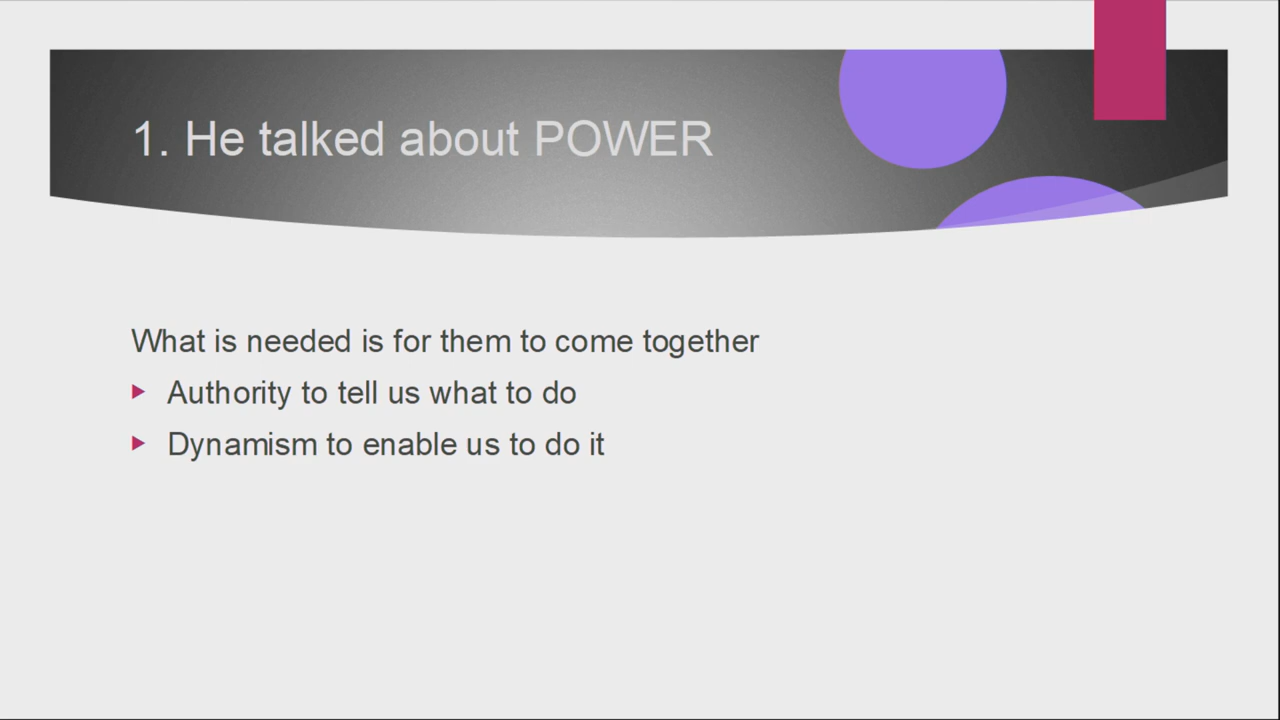 1. He talked about POWER
What is needed is for them to come together
Authority to tell us what to do
Dynamism to enable us to do it